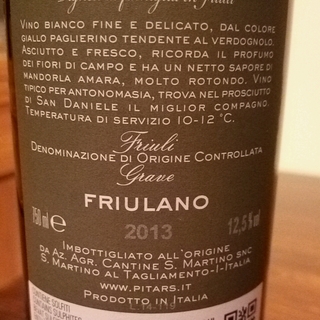 Vino bianco fine e delicato, dal colore
giallo paglierino tendente al verdognolo.
Asciutto e fresco, ricorda il profumo
dei fiori di campo e ha un netto sapore di
mandorla amara, molto rotondo. Vino
tipico per antonomasia, trova nel prosciutto
di San Daniele il miglior compagno.
Temperatura di servizio 10-12 °C.
Friuli
Denominazione di Origine Controllata
Grave
FRIULANO
750 ml e
2013
12,5% vol
Imbottigliato all'origine
da Az. Agr. Cantine S. Martino snc
S. Martino al Tagliamento-I-Italia
www.pitars.it
Prodotto in Italia